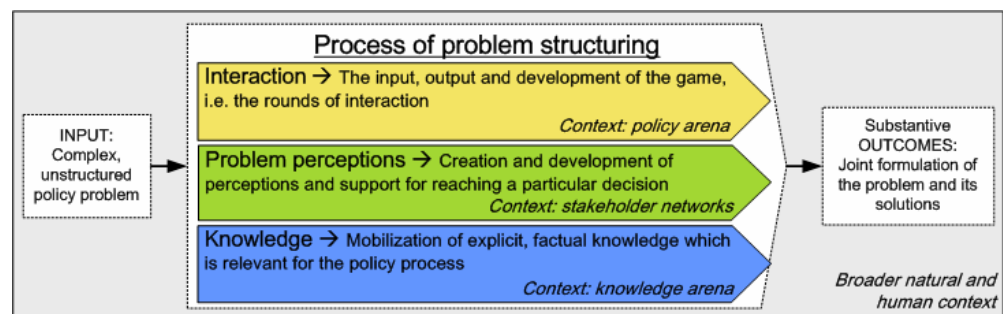 Process of problem structuring
Interaction → The input, output and development of the game,
i.e. the rounds of interaction
Context: policy arena
INPUT:
Complex,
unstructured
policy problem
Problem perceptions → Creation and development of
perceptions and support for reaching a particular decision
Context: stakeholder networks
Knowledge → Mobilization of explicit, factual knowledge which
is relevant for the policy process
Context: knowledge arena
Substantive
OUTCOMES:
Joint formulation of
the problem and its
solutions
Broader natural and
human context